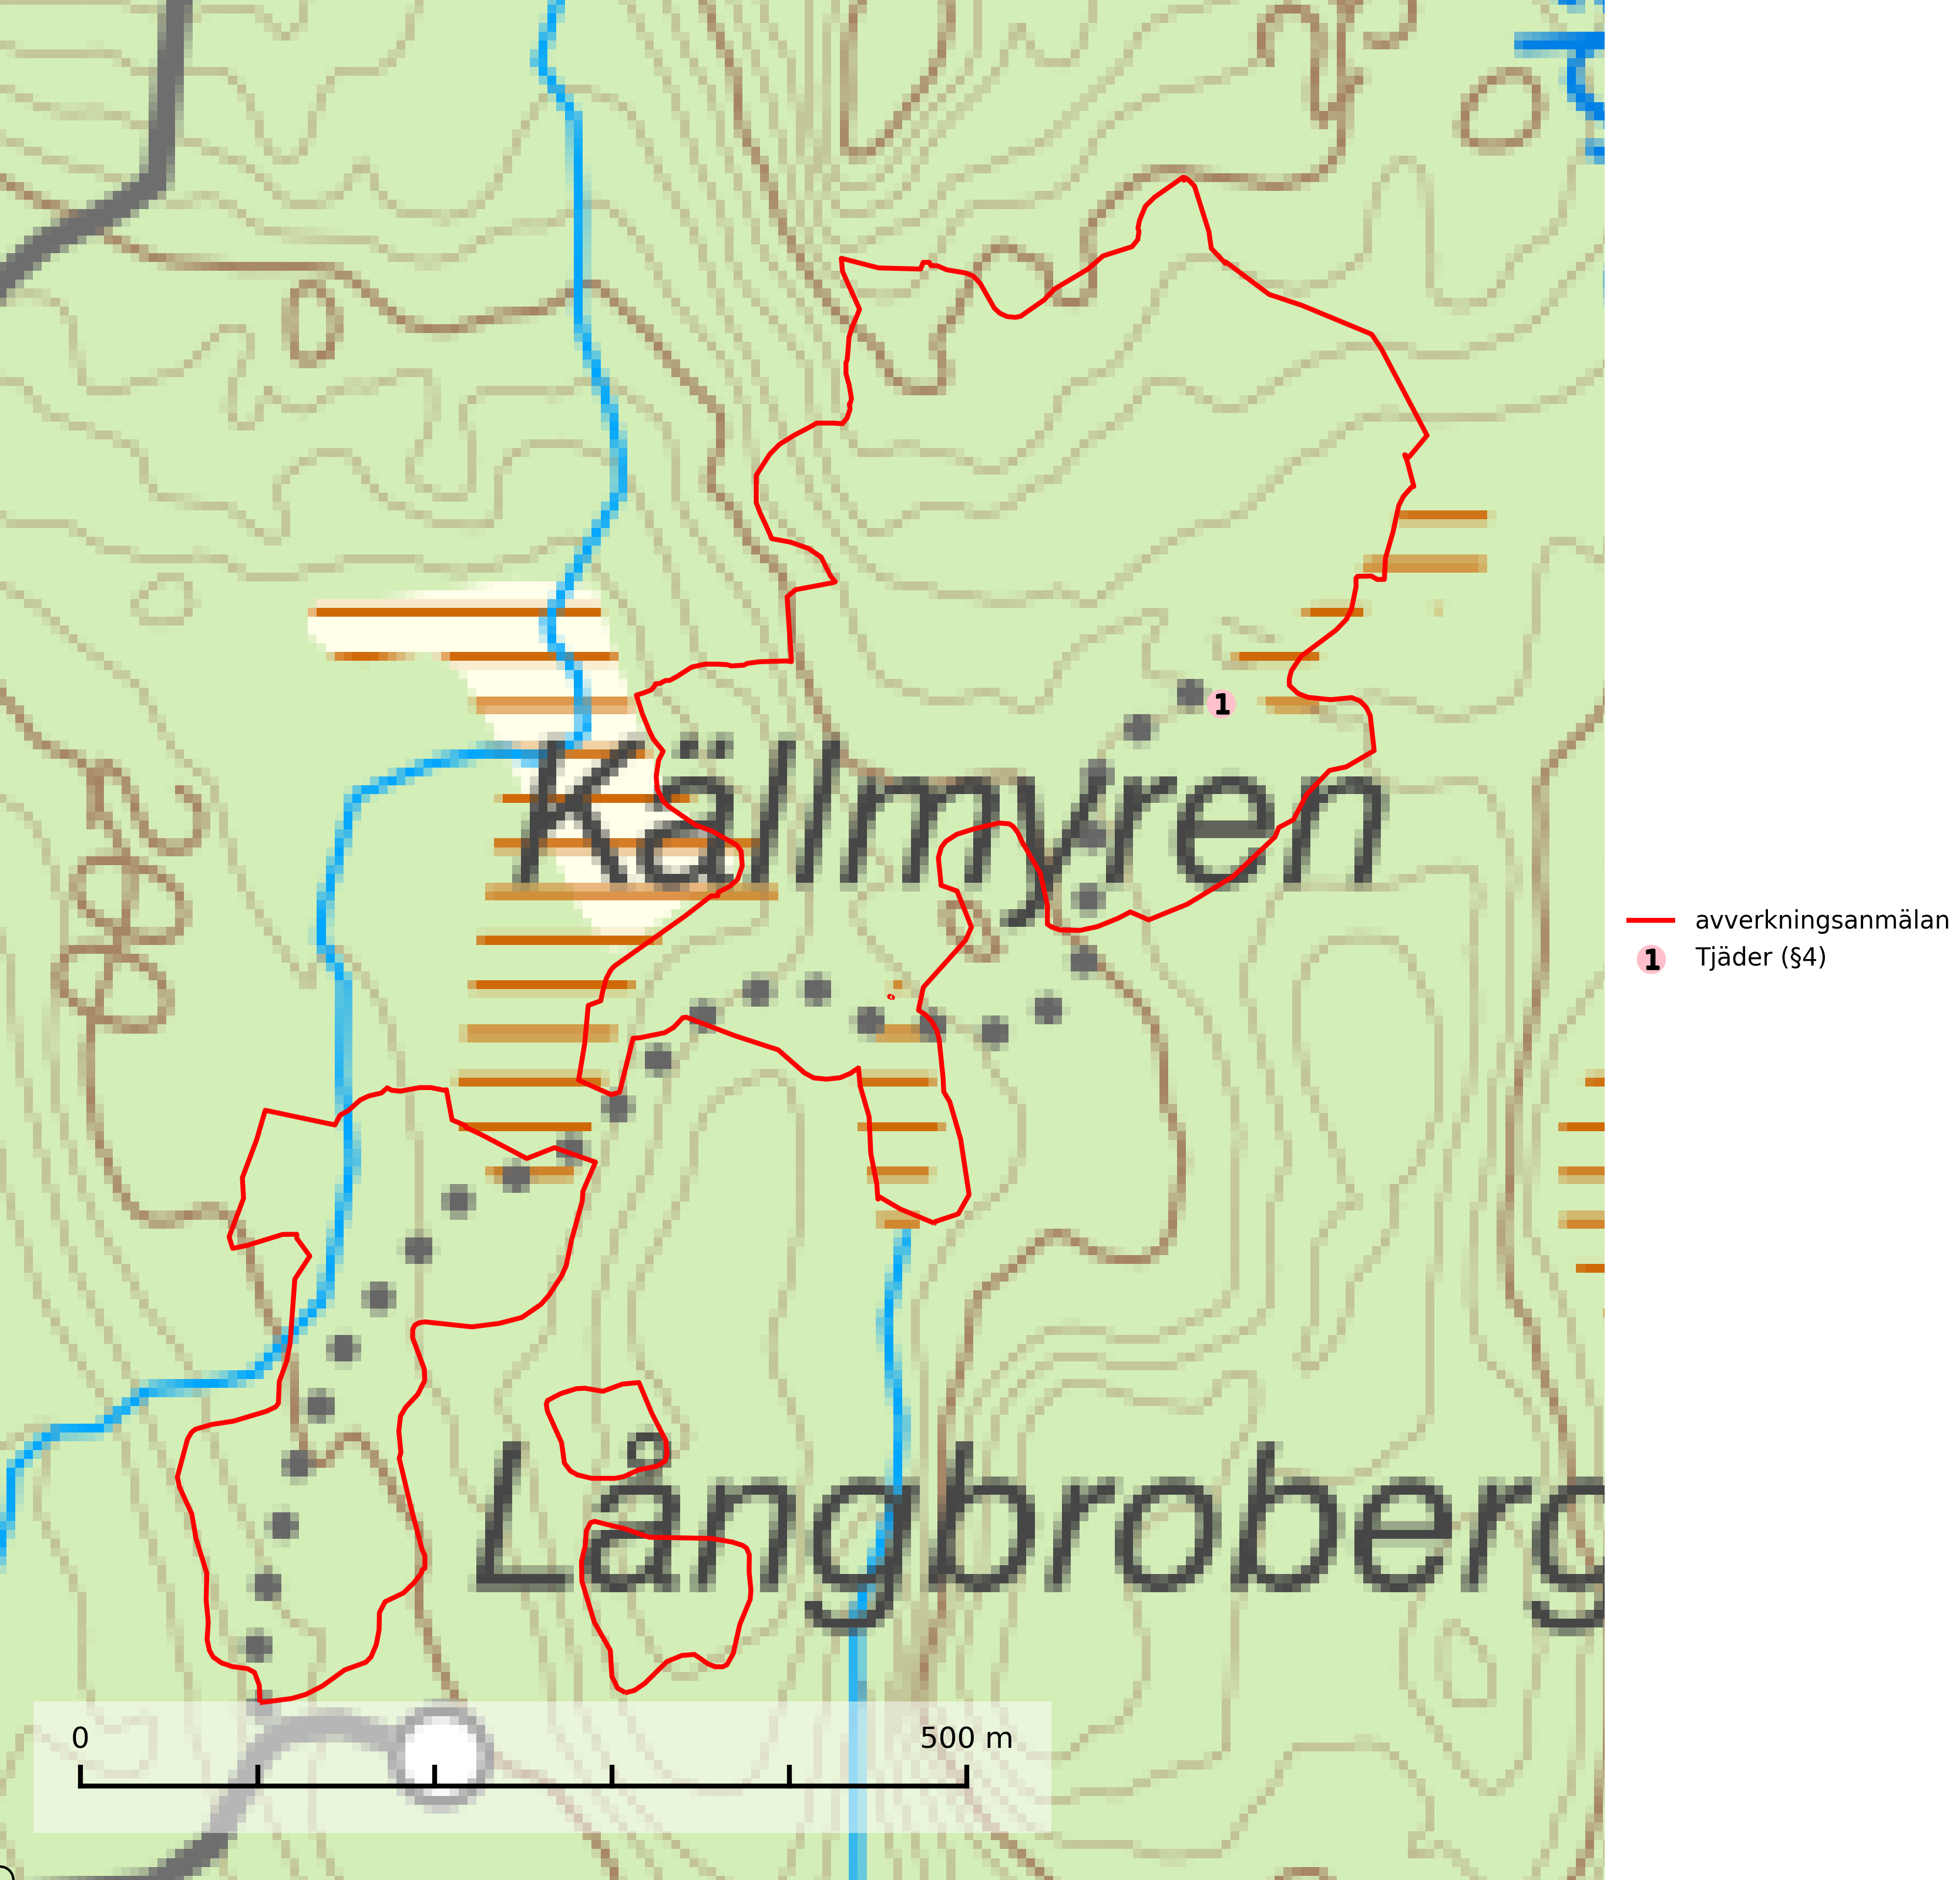 1
Källmyren
avverkningsanmälan
1 Tjäder (§4)
Långbroberg
0 500 m